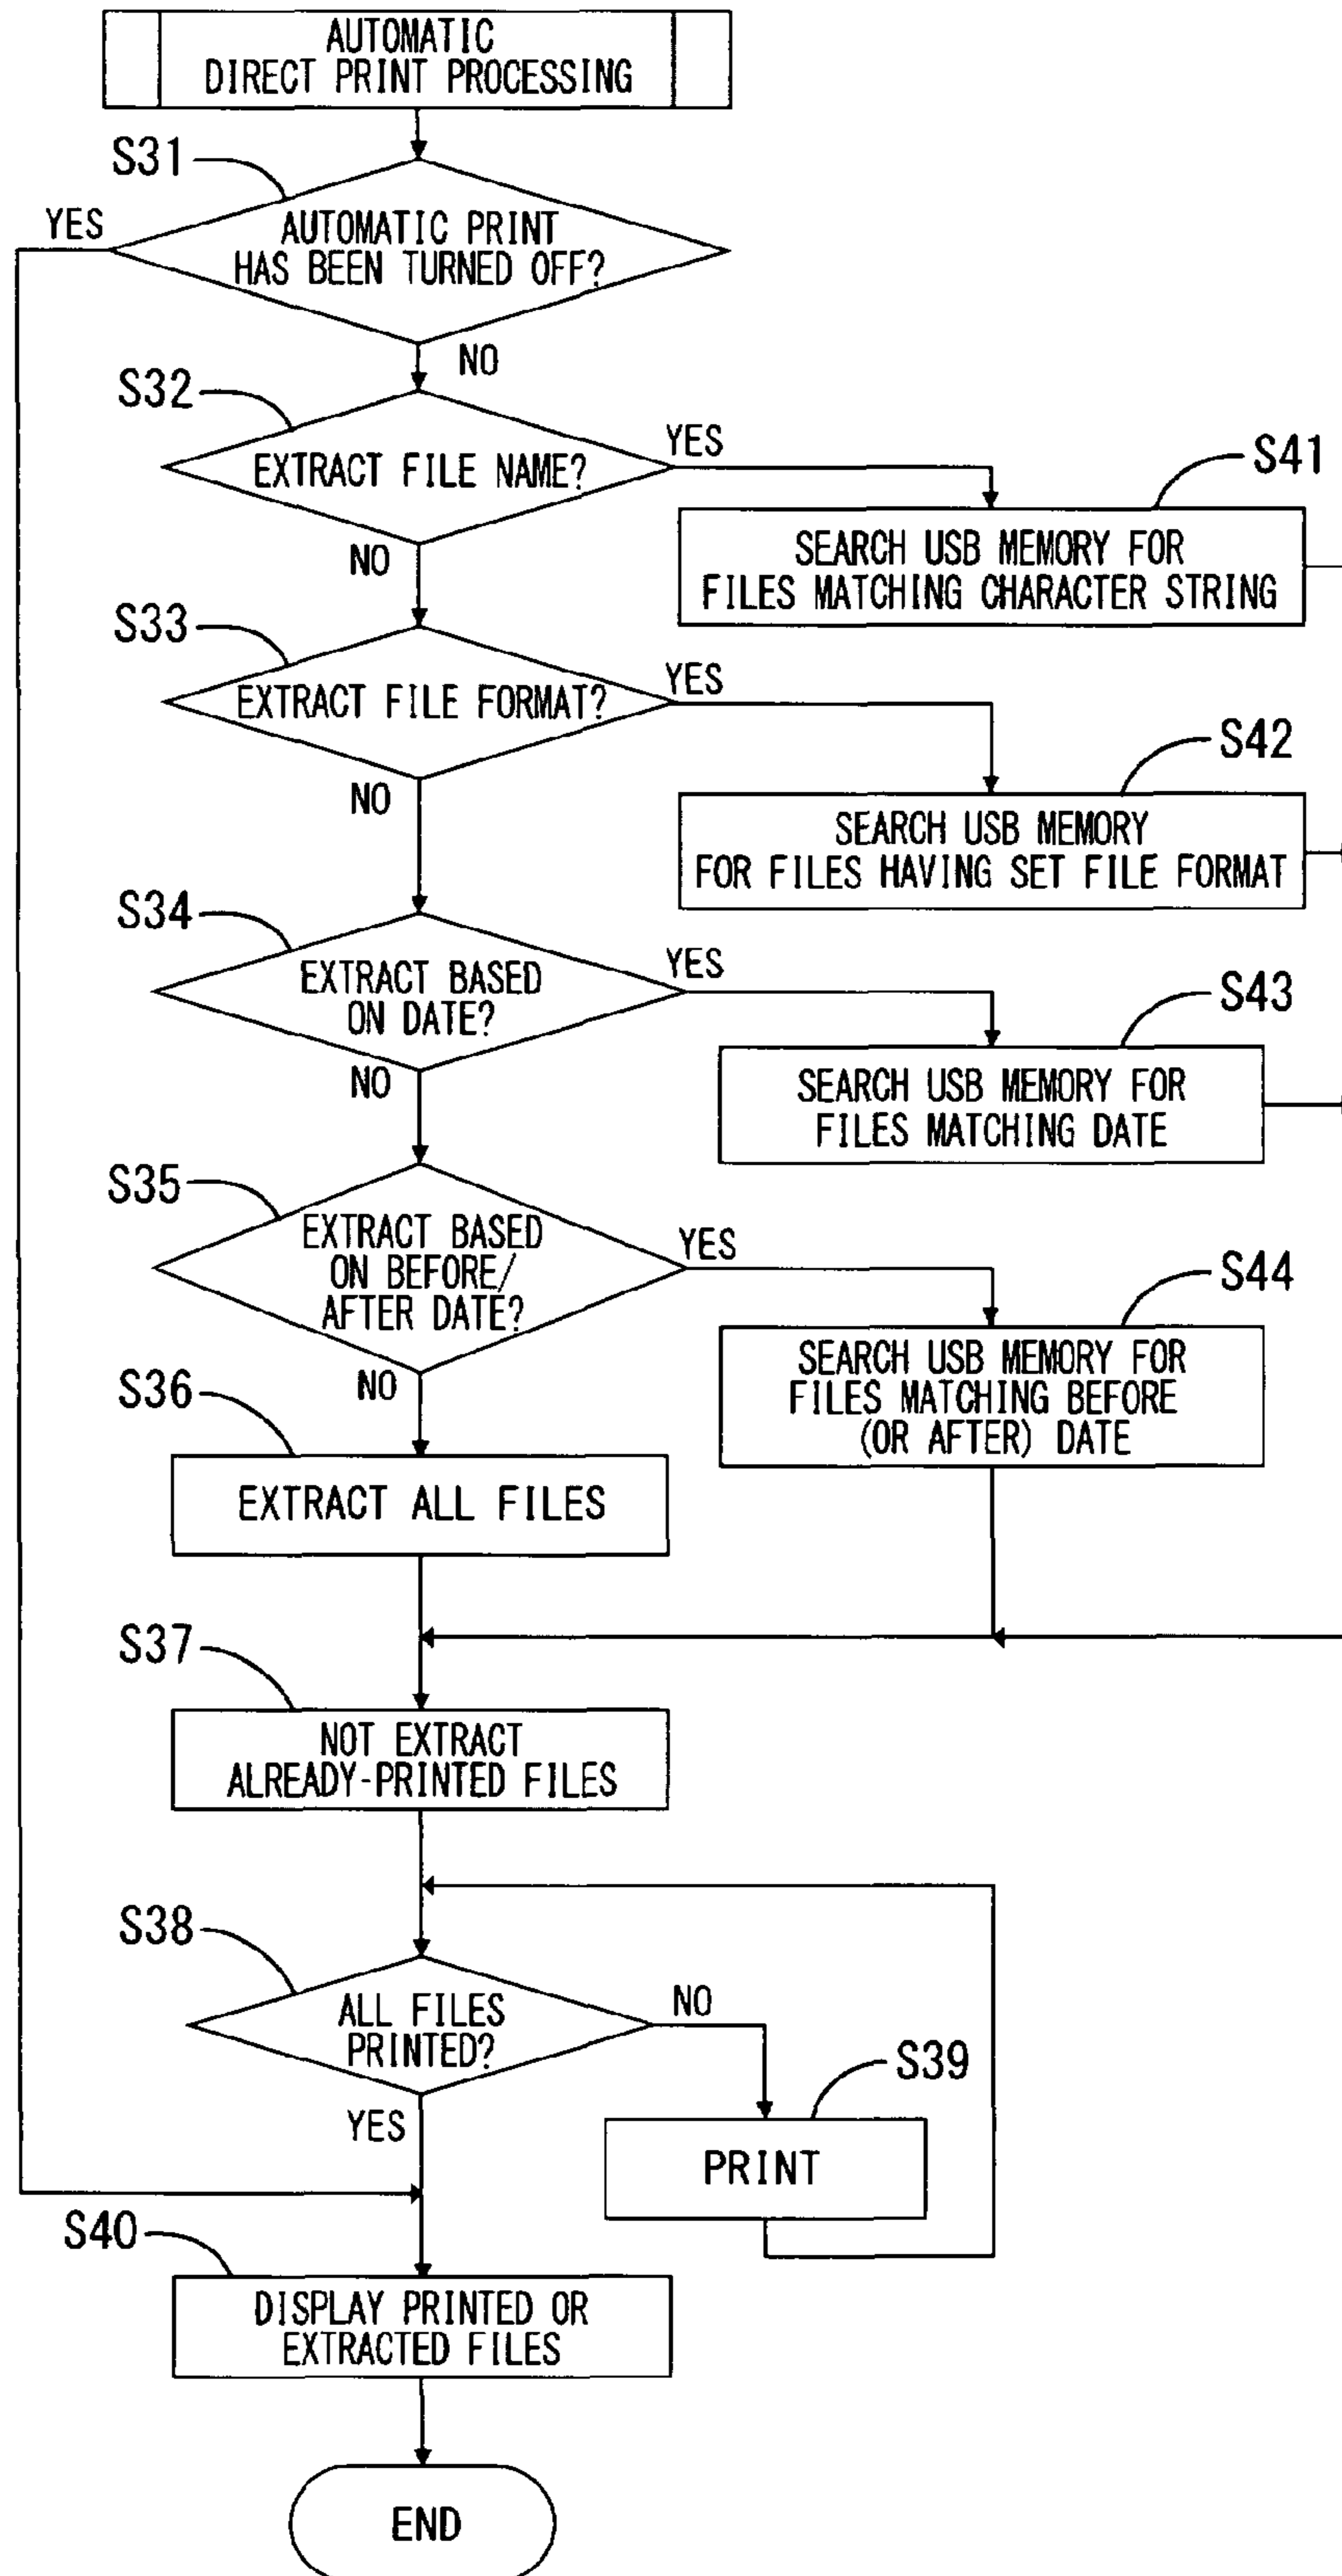 AUTOMATIC
DIRECT PRINT PROCESSING
S31
YES
AUTOMATIC PRINT
HAS BEEN TURNED OFF?
NO
S32
EXTRACT FILE NAME?
YES
S41
SEARCH USB MEMORY FOR
FILES MATCHING CHARACTER STRING
NO
S33
EXTRACT FILE FORMAT?
YES
S42
SEARCH USB MEMORY
FOR FILES HAVING SET FILE FORMAT
NO
S34
EXTRACT BASED
ON DATE?
YES
S43
SEARCH USB MEMORY FOR
FILES MATCHING DATE
NO
S35
EXTRACT BASED
ON BEFORE/
AFTER DATE?
YES
S44
SEARCH USB MEMORY FOR
FILES MATCHING BEFORE
(OR AFTER) DATE
NO
S36
EXTRACT ALL FILES
S37
NOT EXTRACT
ALREADY-PRINTED FILES
S38
ALL FILES
PRINTED?
NO
S39
PRINT
YES
S40
DISPLAY PRINTED OR
EXTRACTED FILES
END